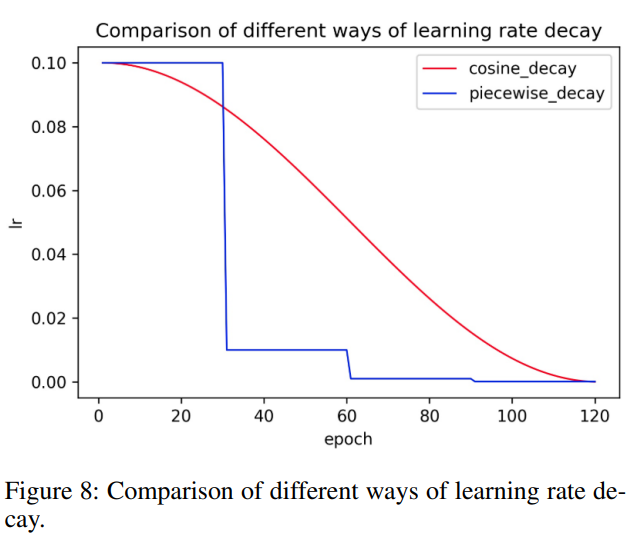 Comparison of different ways of learning rate decay
cosine_decay
piecewise_decay
0.10
0.08
0.06
0.04
0.02
0.00
lr
0
20
40
60
80
100
120
epoch
Figure 8: Comparison of different ways of learning rate de-
cay.